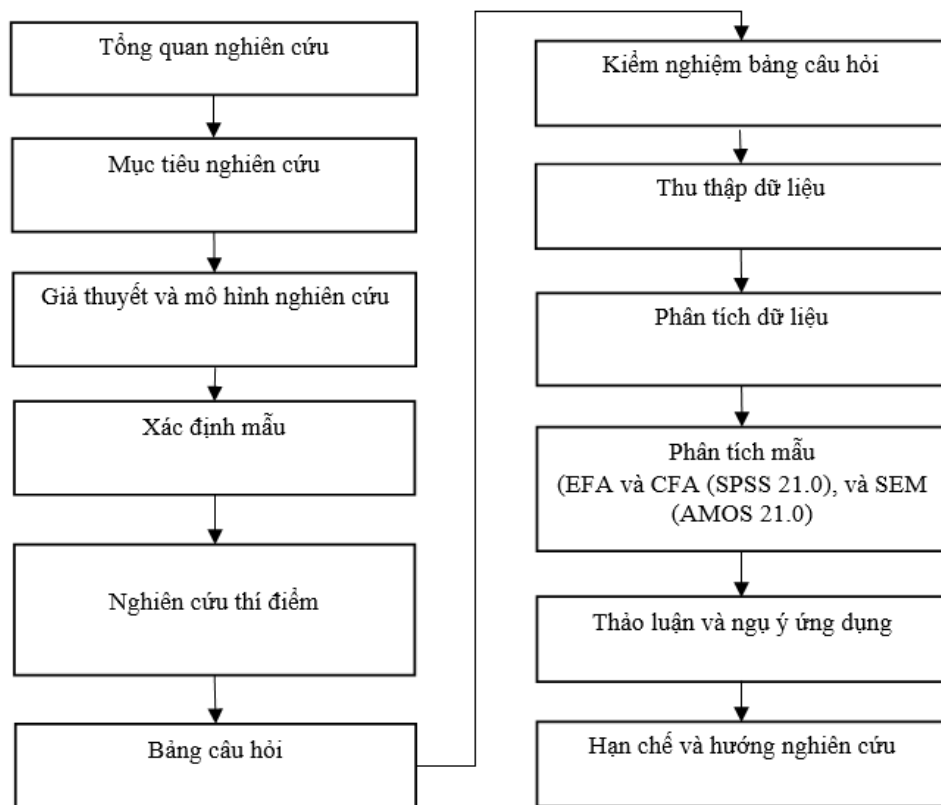 Tổng quan nghiên cứu
Mục tiêu nghiên cứu
Giả thuyết và mô hình nghiên cứu
Xác định mẫu
Nghiên cứu thí điểm
Bảng câu hỏi
Kiểm nghiệm bảng câu hỏi
Thu thập dữ liệu
Phân tích dữ liệu
Phân tích mẫu
(EFA và CFA (SPSS 21.0), và SEM
(AMOS 21.0)
Thảo luận và ngụ ý ứng dụng
Hạn chế và hướng nghiên cứu